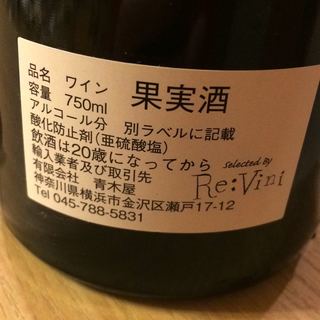 品名　ワイン
容量　750ml　果実酒
アルコール分　別ラベルに記載
酸化防止剤(亜硫酸塩)
飲酒は20歳になってから
輸入業者及び取引先
有限会社　青木屋
神奈川県横浜市金沢区瀬戸17-12
Tel 045-788-5831
selected By
Re:Vini